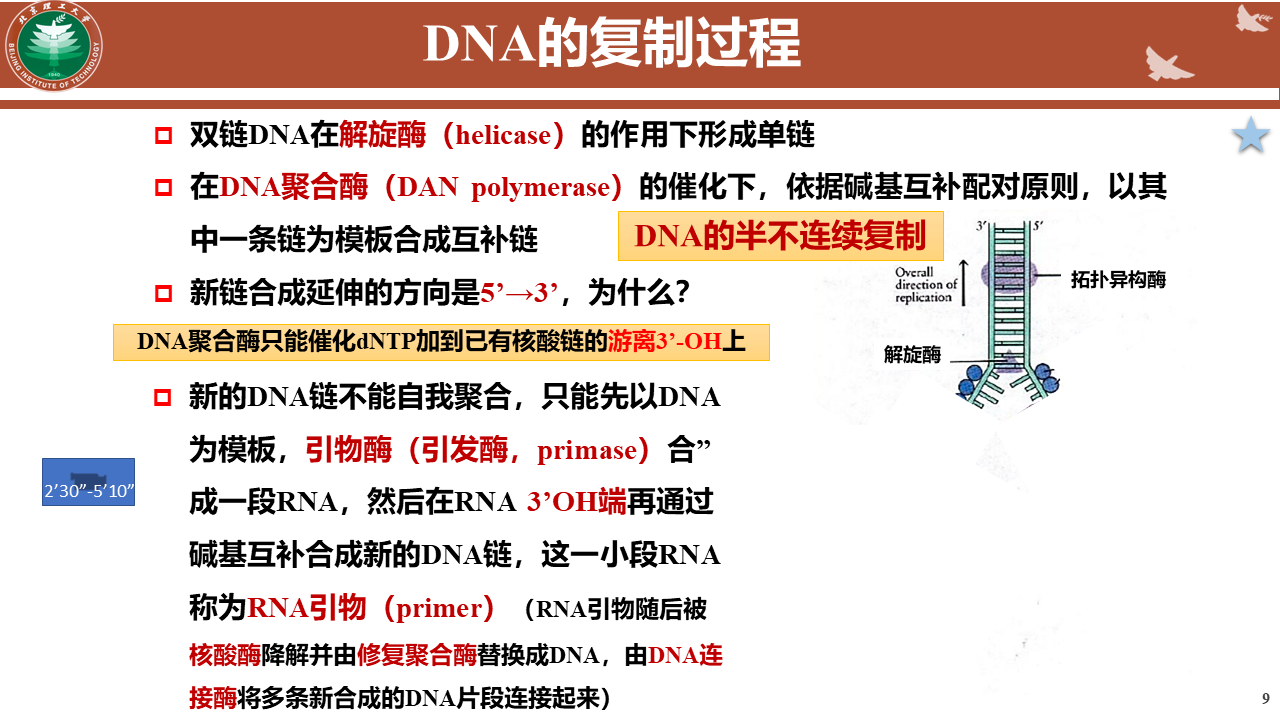 北京理工大学
1940
BEIJING INSTITUTE OF TECHNOLOGY
DNA的复制过程
双链DNA在解旋酶（helicase）的作用下形成单链
在DNA聚合酶（DAN polymerase）的催化下，依据碱基互补配对原则，以其
中一条链为模板合成互补链
DNA的半不连续复制
新链合成延伸的方向是5’→3’，为什么？
DNA聚合酶只能催化dNTP加到已有核酸链的游离3’-OH上
新的DNA链不能自我聚合，只能先以DNA
为模板，引物酶（引发酶，primase）合”
成一段RNA，然后在RNA 3’OH端再通过
碱基互补合成新的DNA链，这一小段RNA
称为RNA引物（primer）（RNA引物随后被
核酸酶降解并由修复聚合酶替换成DNA，由DNA连
接酶将多条新合成的DNA片段连接起来）
2’30”-5’10”
3′ 5′
Overall
direction of
replication
拓扑异构酶
解旋酶
9